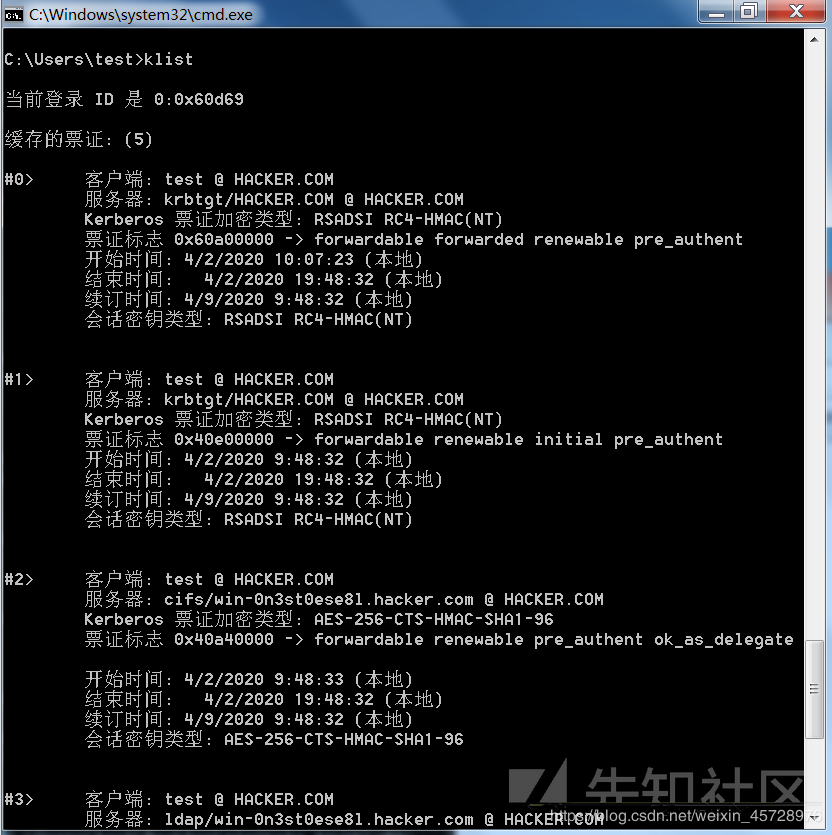 C:\Windows\system32\cmd.exe
C:\Users\test>klist
当前登录 ID 是 0:0x60d69
缓存的票证: (5)
#0> 客户端: test @ HACKER.COM
服务器: krbtgt/HACKER.COM @ HACKER.COM
Kerberos 票证加密类型: RSADSI RC4-HMAC(NT)
票证标志 0x60a00000 -> forwardable forwarded renewable pre_authent
开始时间: 4/2/2020 10:07:23 (本地)
结束时间: 4/2/2020 19:48:32 (本地)
续订时间: 4/9/2020 9:48:32 (本地)
会话密钥类型: RSADSI RC4-HMAC(NT)
#1> 客户端: test @ HACKER.COM
服务器: krbtgt/HACKER.COM @ HACKER.COM
Kerberos 票证加密类型: RSADSI RC4-HMAC(NT)
票证标志 0x40e00000 -> forwardable renewable initial pre_authent
开始时间: 4/2/2020 9:48:32 (本地)
结束时间: 4/2/2020 19:48:32 (本地)
续订时间: 4/9/2020 9:48:32 (本地)
会话密钥类型: RSADSI RC4-HMAC(NT)
#2> 客户端: test @ HACKER.COM
服务器: cifs/win-0n3st0ese8l.hacker.com @ HACKER.COM
Kerberos 票证加密类型: AES-256-CTS-HMAC-SHA1-96
票证标志 0x40a40000 -> forwardable renewable pre_authent ok_as_delegate
开始时间: 4/2/2020 9:48:33 (本地)
结束时间: 4/2/2020 19:48:32 (本地)
续订时间: 4/9/2020 9:48:32 (本地)
会话密钥类型: AES-256-CTS-HMAC-SHA1-96
#3> 客户端: test @ HACKER.COM
服务器: ldap/win-0n3st0ese8l.hacker.com @ HACKER.COM
先知社区